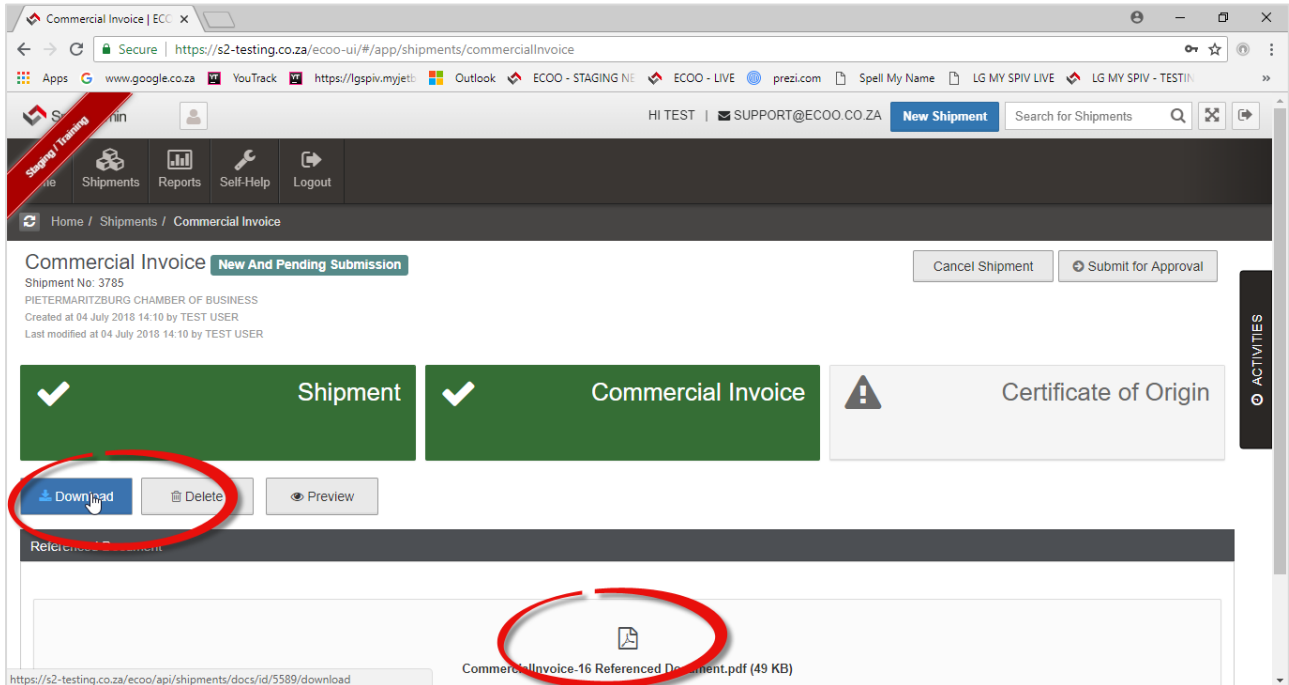 Commercial Invoice | ECC
Secure | https://s2-testing.co.za/ecoo-ui/#/app/shipments/commercialInvoice
Apps www.google.co.za YouTrack https://lgspiv.myjetb Outlook ECOO - STAGING NE ECOO - LIVE prezi.com Spell My Name LG MY SPIV LIVE LG MY SPIV - TESTIN
Staging / Training
HI TEST | SUPPORT@ECOO.CO.ZA New Shipment Search for Shipments
Shipments Reports Self-Help Logout
Home / Shipments / Commercial Invoice
Commercial Invoice New And Pending Submission Cancel Shipment Submit for Approval
Shipment No: 3785
PIETERMARITZBURG CHAMBER OF BUSINESS
Created at 04 July 2018 14:10 by TEST USER
Last modified at 04 July 2018 14:10 by TEST USER
ACTIVITIES
Shipment Commercial Invoice Certificate of Origin
Download Delete Preview
Referenced Document
CommercialInvoice-16 Referenced Document.pdf (49 KB)
https://s2-testing.co.za/ecoo/api/shipments/docs/id/5589/download